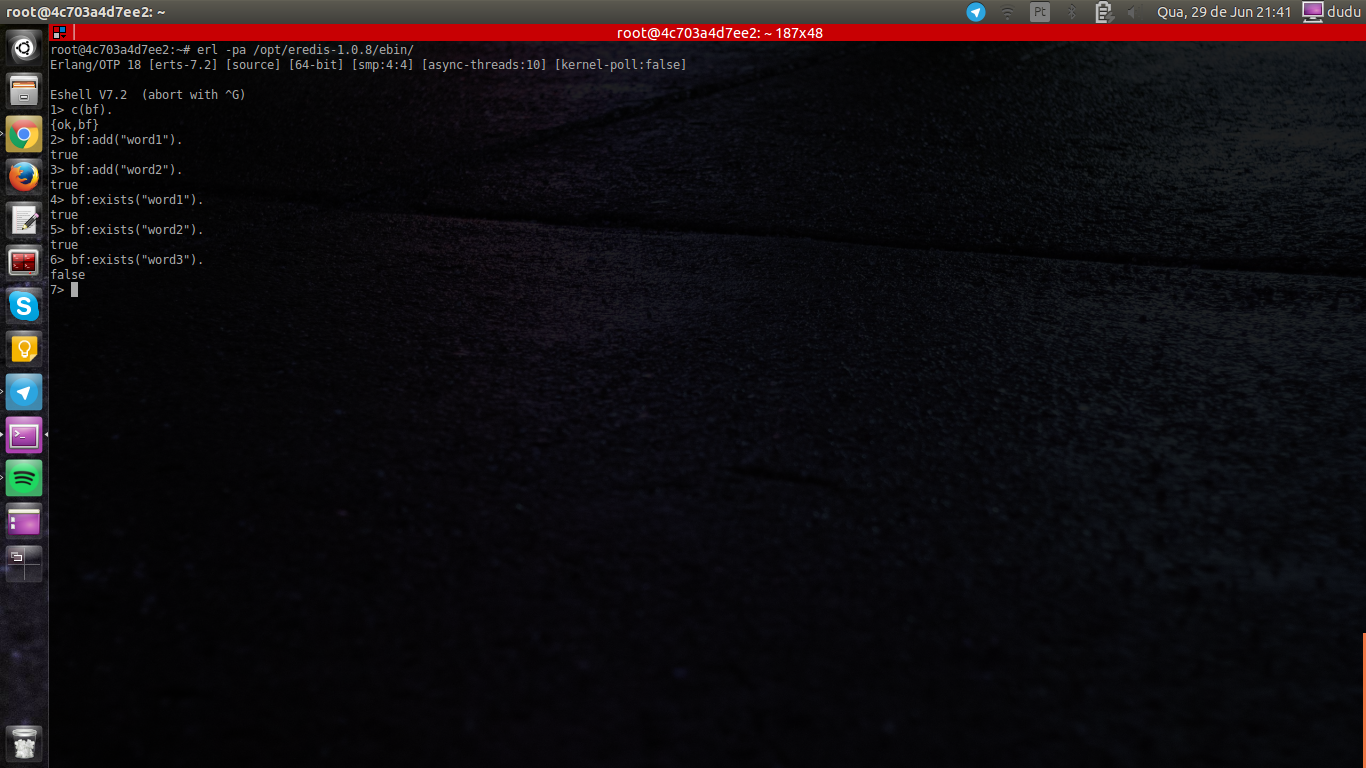 root@4c703a4d7ee2: ~
Pt
Qua, 29 de Jun 21:41
dudu
root@4c703a4d7ee2: ~ 187x48
root@4c703a4d7ee2:~# erl -pa /opt/eredis-1.0.8/ebin/
Erlang/OTP 18 [erts-7.2] [source] [64-bit] [smp:4:4] [async-threads:10] [kernel-poll:false]
Eshell V7.2  (abort with ^G)
1> c(bf).
{ok,bf}
2> bf:add("word1").
true
3> bf:add("word2").
true
4> bf:exists("word1").
true
5> bf:exists("word2").
true
6> bf:exists("word3").
false
7>